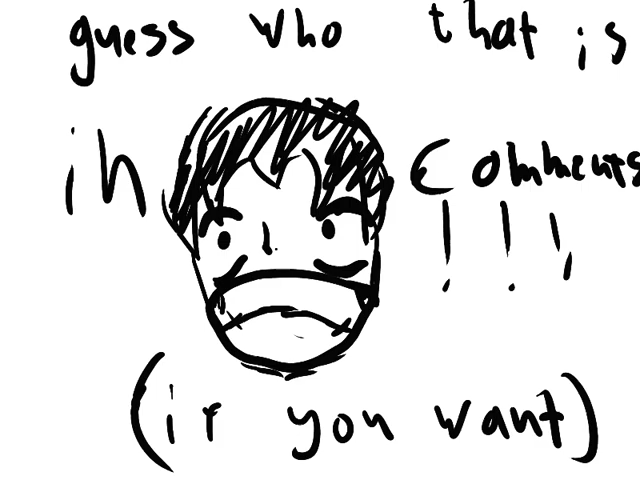 guess who that is
in comments
!!!
(if you want)